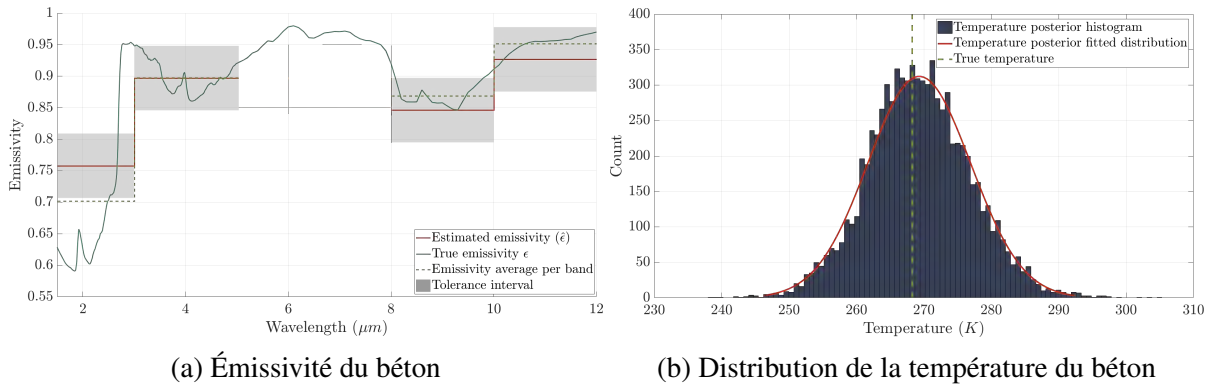 1
0.95
0.9
0.85
0.8
0.75
0.7
0.65
0.6
0.55
Emissivity
2 4 6 8 10 12
Wavelength (μm)
Estimated emissivity (ε̂)
True emissivity ϵ
Emissivity average per band
Tolerance interval
(a) Émissivité du béton
400
350
300
250
200
150
100
50
0
Count
230 240 250 260 270 280 290 300 310
Temperature (K)
Temperature posterior histogram
Temperature posterior fitted distribution
True temperature
(b) Distribution de la température du béton